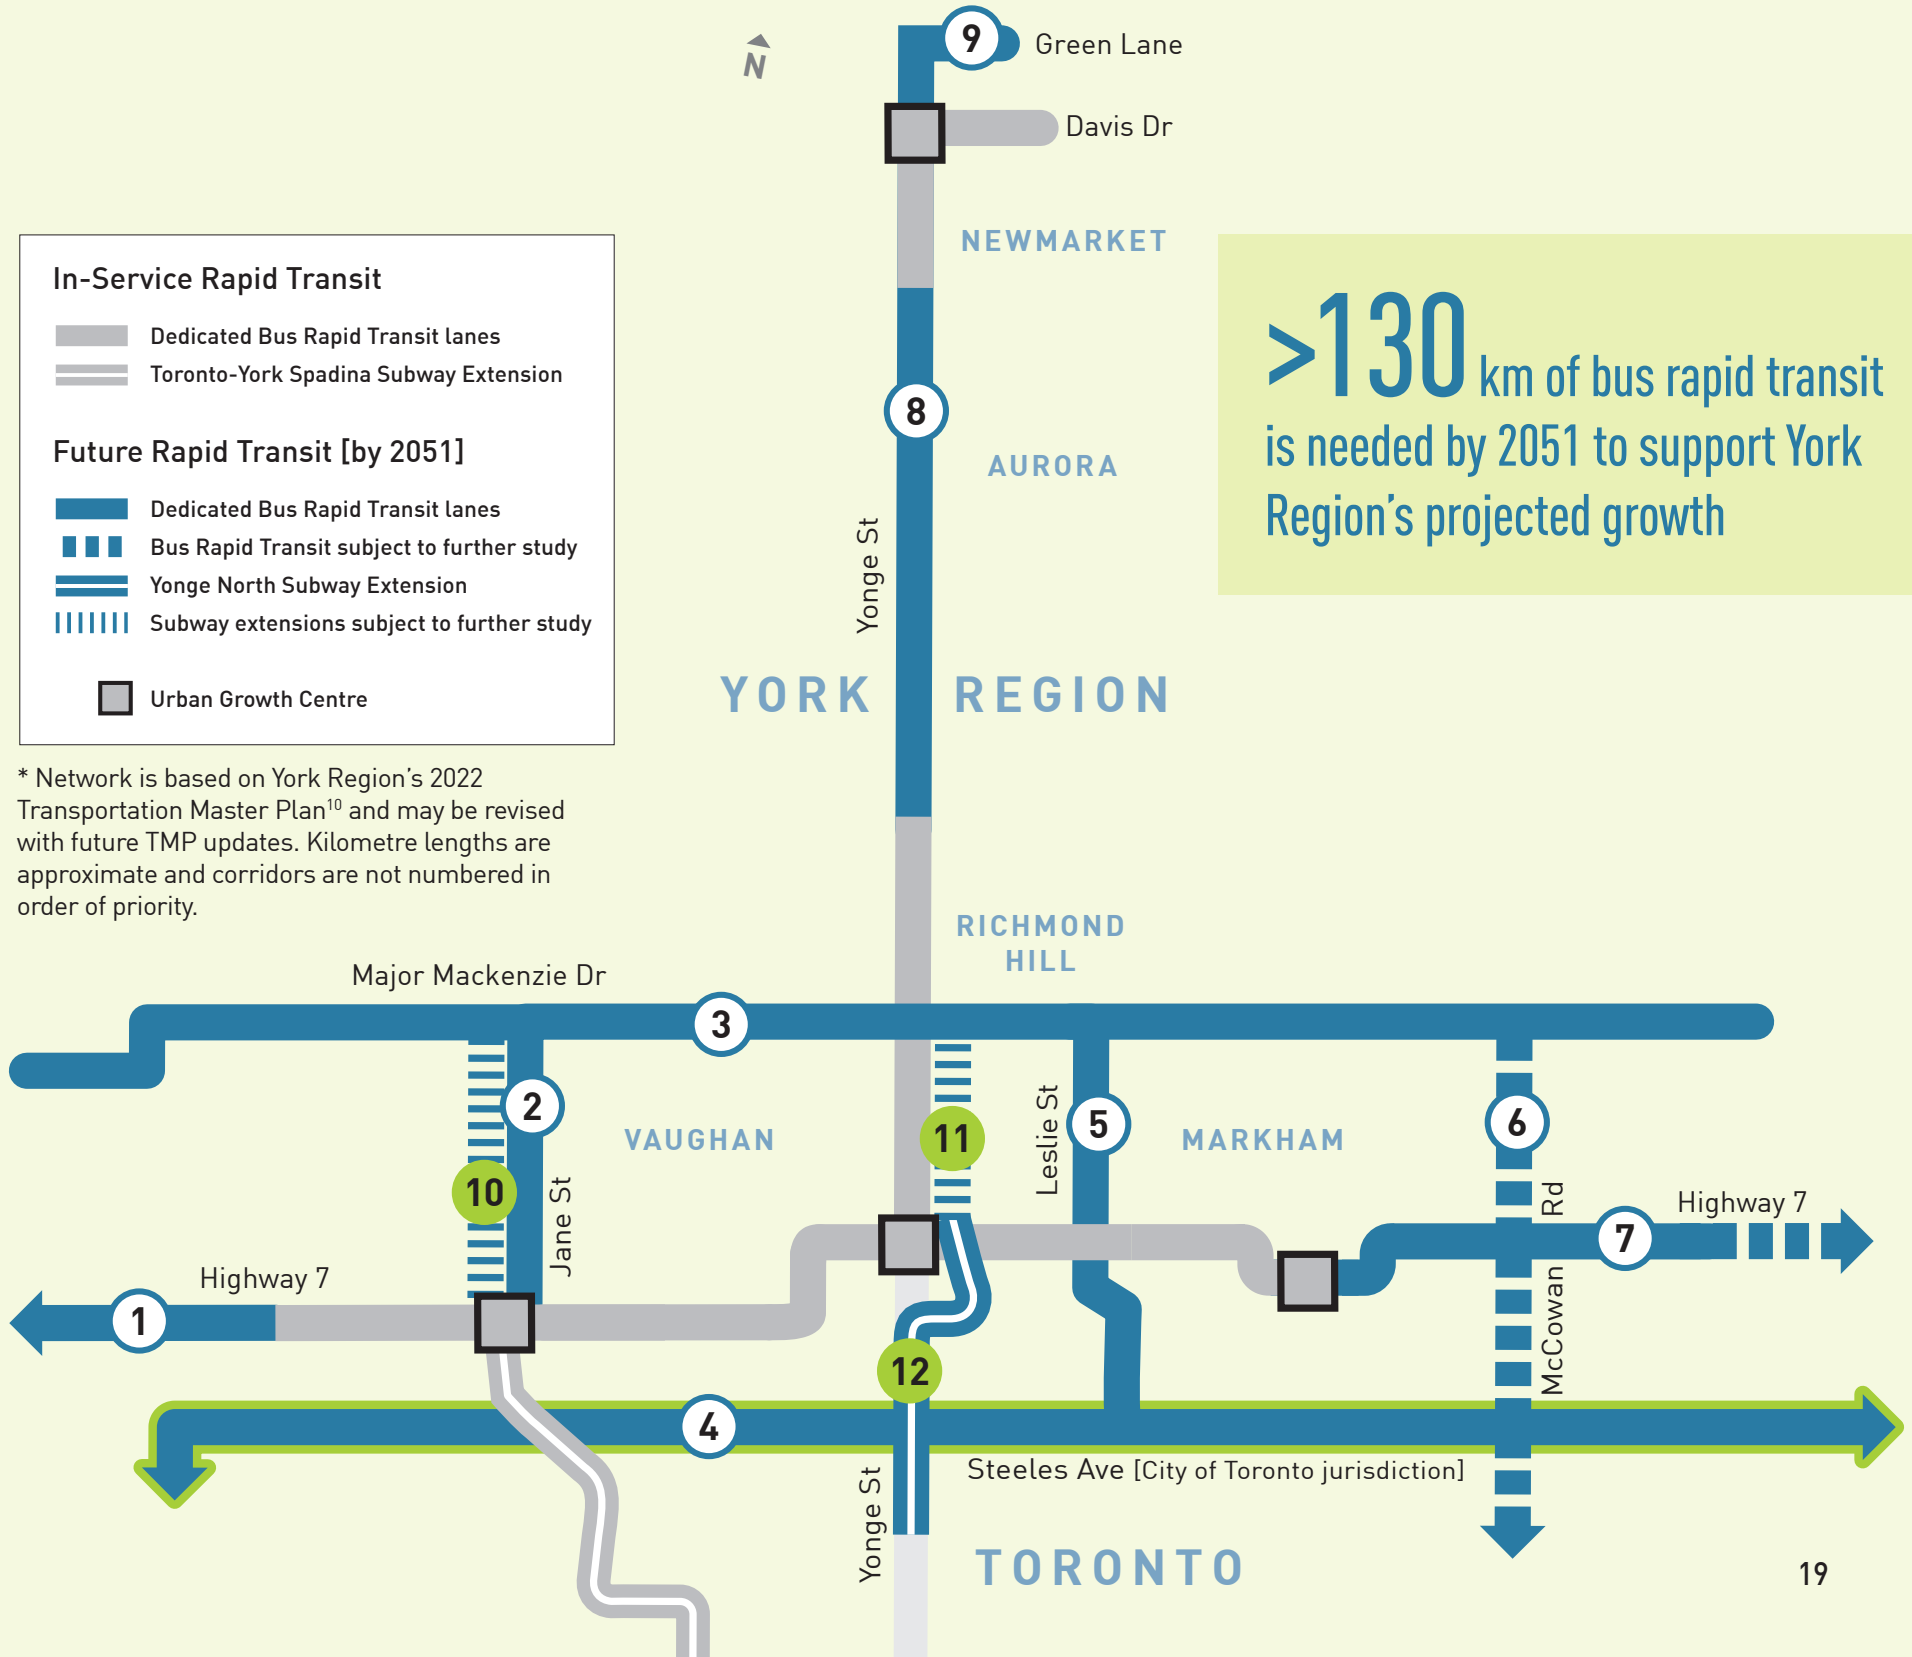 9
Green Lane
N
Davis Dr
NEWMARKET
In-Service Rapid Transit
Dedicated Bus Rapid Transit lanes
Toronto-York Spadina Subway Extension
Future Rapid Transit [by 2051]
Dedicated Bus Rapid Transit lanes
Bus Rapid Transit subject to further study
Yonge North Subway Extension
Subway extensions subject to further study
Urban Growth Centre
>130 km of bus rapid transit
is needed by 2051 to support York
Region’s projected growth
8
AURORA
Yonge St
YORK REGION
* Network is based on York Region’s 2022
Transportation Master Plan¹⁰ and may be revised
with future TMP updates. Kilometre lengths are
approximate and corridors are not numbered in
order of priority.
RICHMOND
HILL
Major Mackenzie Dr
3
2
VAUGHAN
11
Leslie St
5
MARKHAM
6
10
Jane St
McCowan Rd
Highway 7
7
Highway 7
1
12
4
Steeles Ave [City of Toronto jurisdiction]
Yonge St
TORONTO
19